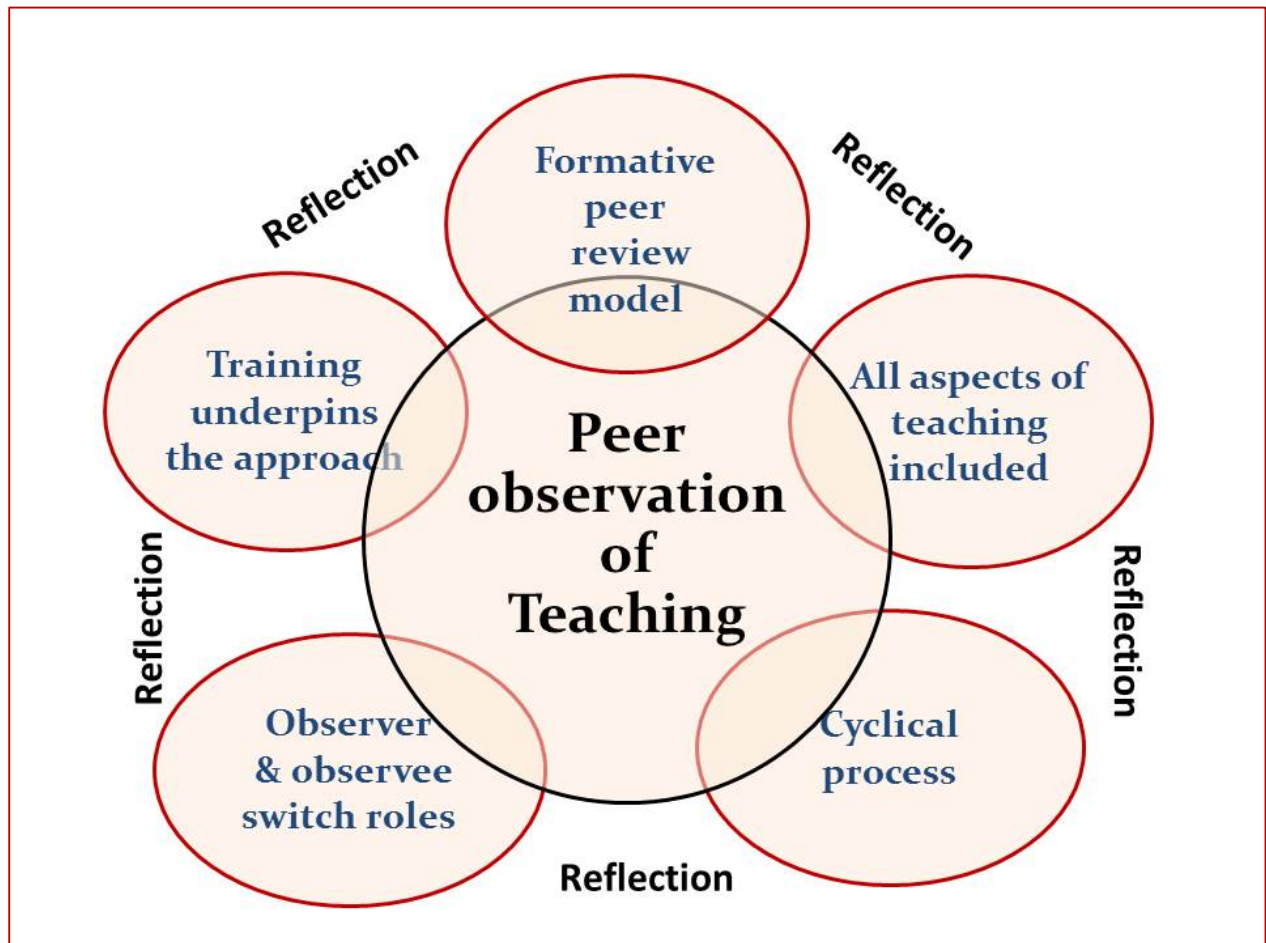 Reflection
Reflection
Formative
peer
review
model
Training
underpins
the approach
All aspects of
teaching
included
Peer
observation
of
Teaching
Reflection
Reflection
Observer
& observee
switch roles
Cyclical
process
Reflection